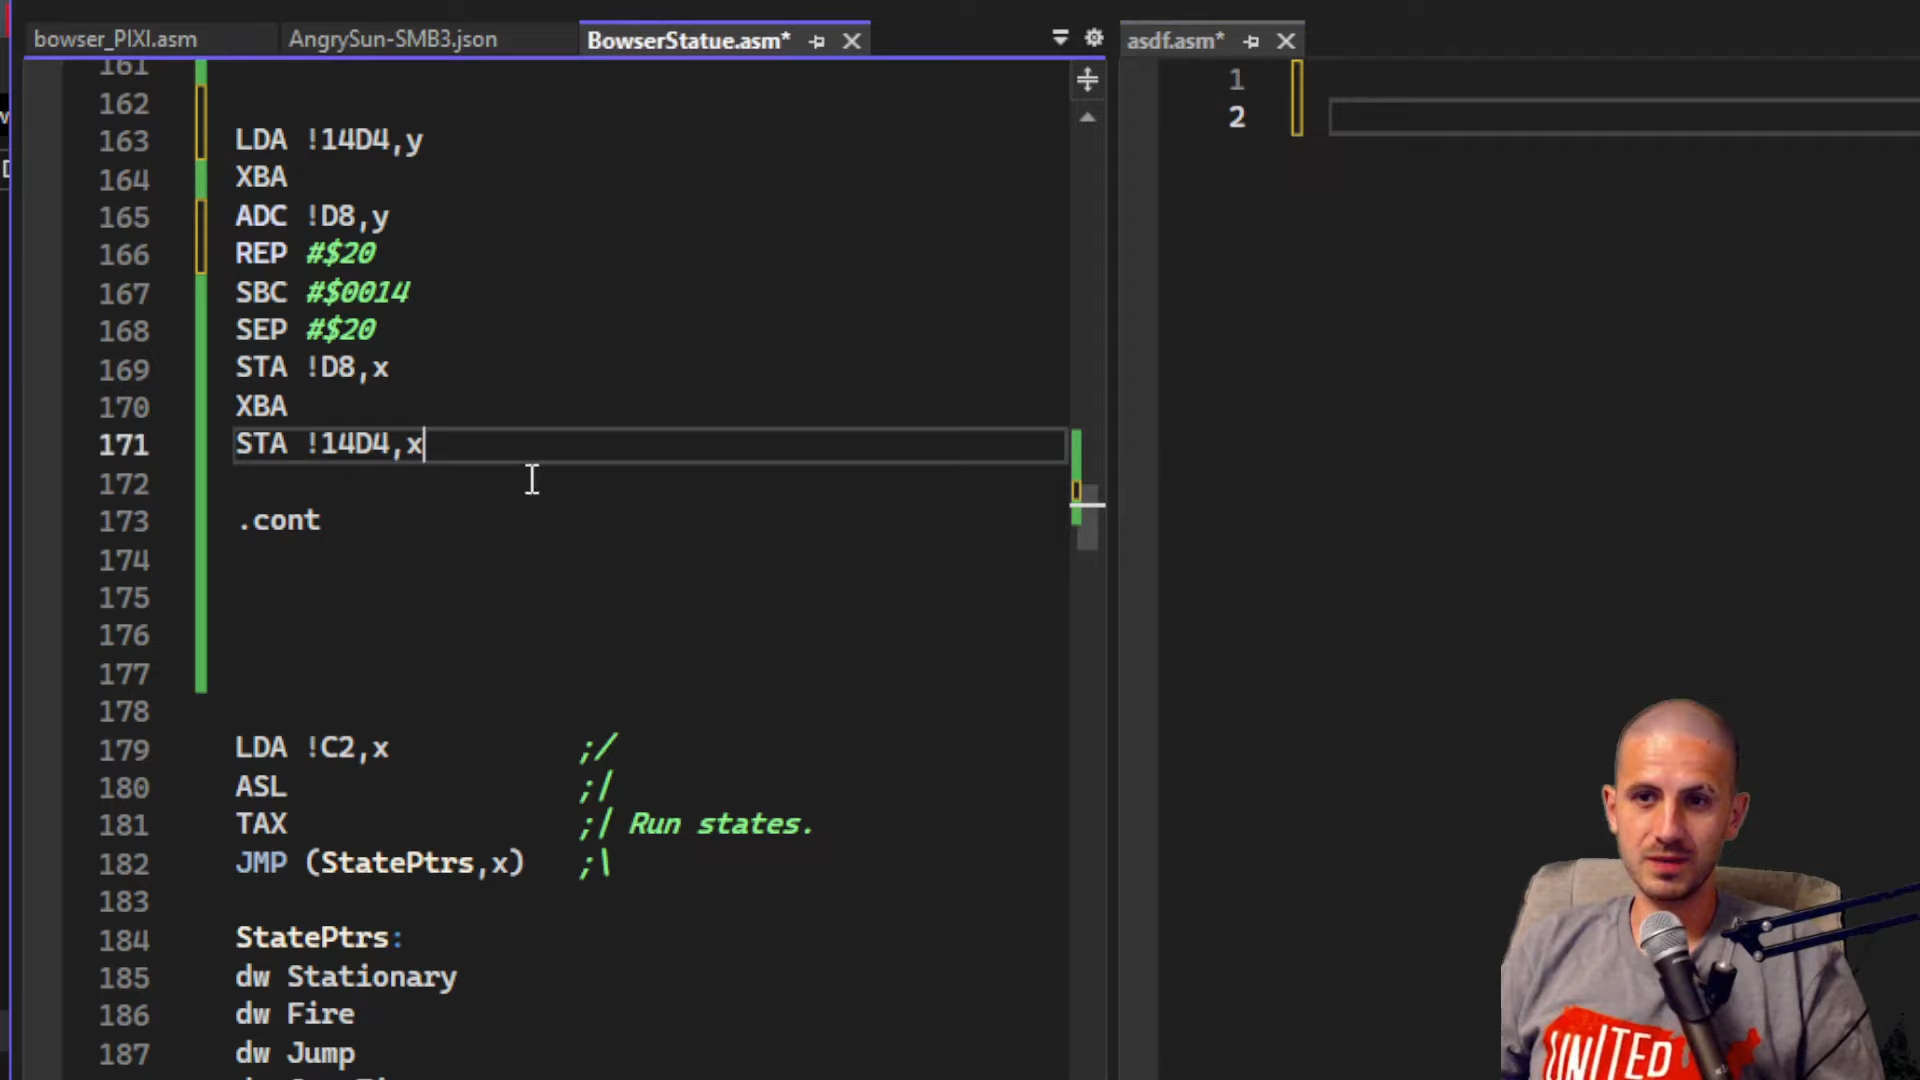 bowser_PIXI.asm AngrySun-SMB3.json BowserStatue.asm* asdf.asm*
161
162
163 LDA !14D4,y
164 XBA
165 ADC !D8,y
166 REP #$20
167 SBC #$0014
168 SEP #$20
169 STA !D8,x
170 XBA
171 STA !14D4,x
172
173 .cont
174
175
176
177
178
179 LDA !C2,x ;/
180 ASL ;|
181 TAX ;| Run states.
182 JMP (StatePtrs,x) ;\
183
184 StatePtrs:
185 dw Stationary
186 dw Fire
187 dw Jump
1
2
UNITED